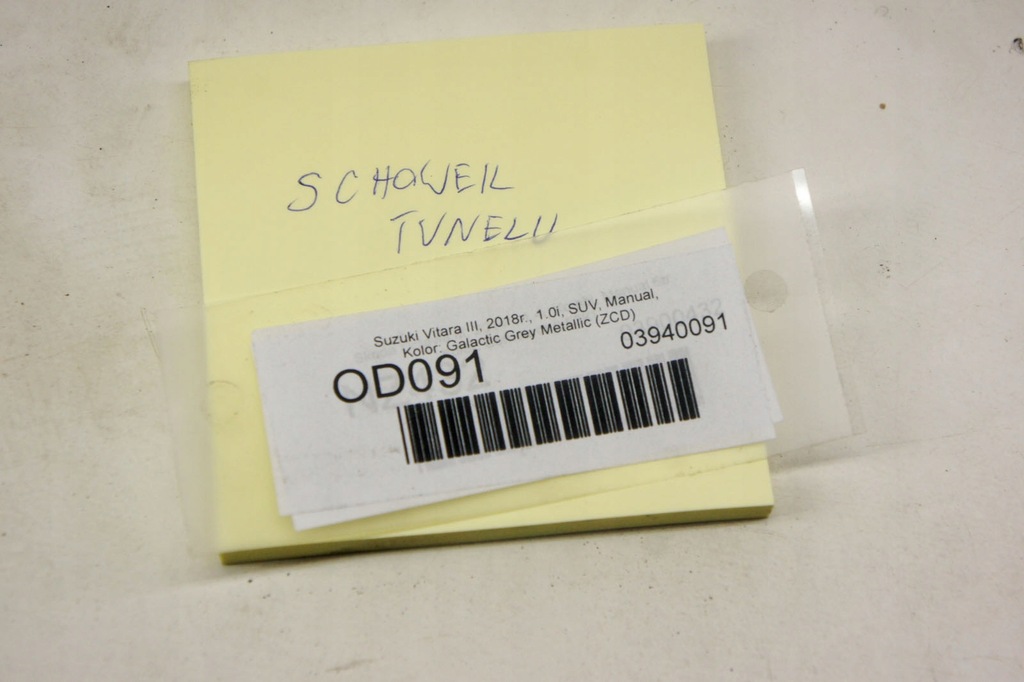 SCHOWEK
TUNELU
Suzuki Vitara III, 2018r., 1.0i, SUV, Manual,
Kolor: Galactic Grey Metallic (ZCD)
OD091 03940091